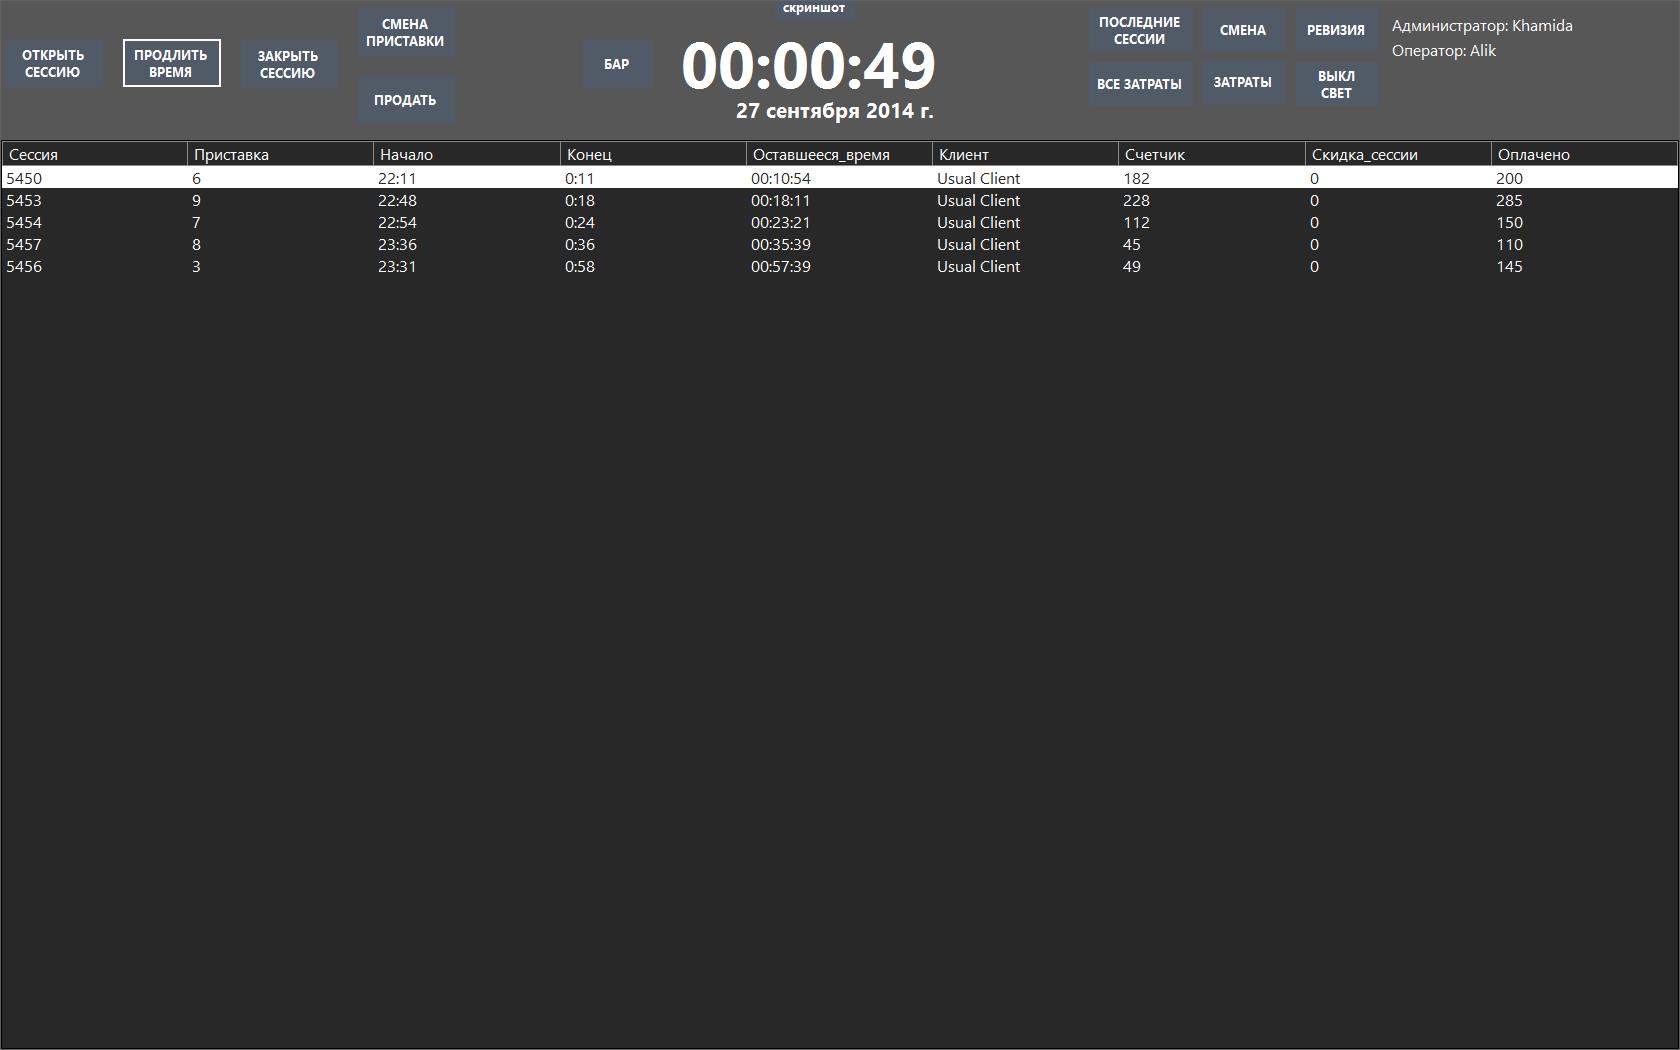 скриншот
ОТКРЫТЬ
СЕССИЮ
ПРОДЛИТЬ
ВРЕМЯ
ЗАКРЫТЬ
СЕССИЮ
СМЕНА
ПРИСТАВКИ
ПРОДАТЬ
БАР
00:00:49
27 сентября 2014 г.
ПОСЛЕДНИЕ
СЕССИИ
СМЕНА
РЕВИЗИЯ
ВСЕ ЗАТРАТЫ
ЗАТРАТЫ
ВЫКЛ
СВЕТ
Администратор: Khamida
Оператор: Alik
Сессия Приставка Начало Конец Оставшееся_время Клиент Счетчик Скидка_сессии Оплачено
5450 6 22:11 0:11 00:10:54 Usual Client 182 0 200
5453 9 22:48 0:18 00:18:11 Usual Client 228 0 285
5454 7 22:54 0:24 00:23:21 Usual Client 112 0 150
5457 8 23:36 0:36 00:35:39 Usual Client 45 0 110
5456 3 23:31 0:58 00:57:39 Usual Client 49 0 145